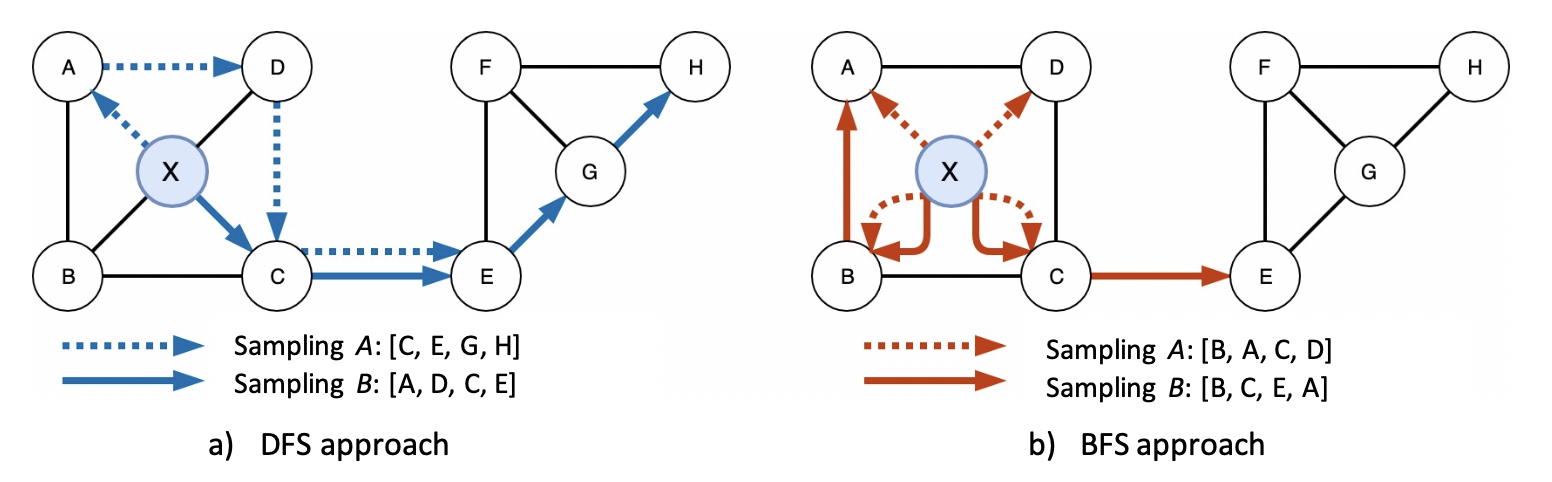 A
D
F
H
X
G
B
C
E
A
D
F
H
X
G
B
C
E
Sampling A: [C, E, G, H]
Sampling B: [A, D, C, E]
Sampling A: [B, A, C, D]
Sampling B: [B, C, E, A]
a) DFS approach
b) BFS approach